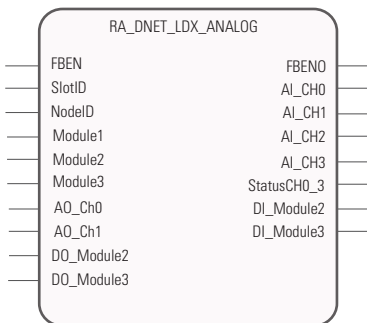 RA_DNET_LDX_ANALOG
FBEN
SlotID
NodeID
Module1
Module2
Module3
AO_Ch0
AO_Ch1
DO_Module2
DO_Module3
FBENO
AI_CH0
AI_CH1
AI_CH2
AI_CH3
StatusCH0_3
DI_Module2
DI_Module3